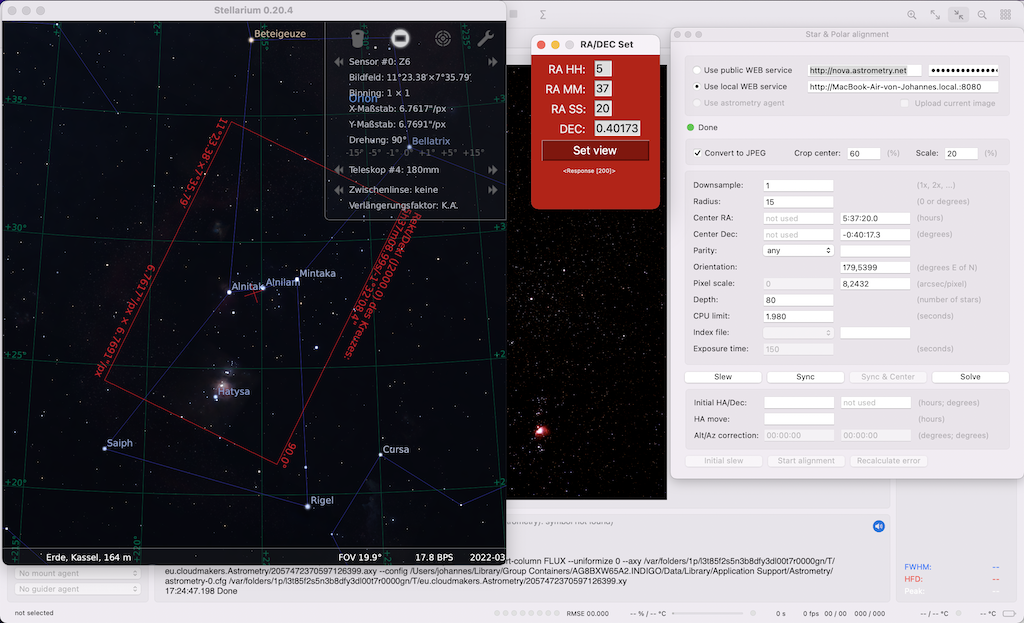 Stellarium 0.20.4
Beteigeuze
Sensor #0: Z6
Bildfeld: 11°23.38'×7°35.79'
Binning: 1 × 1
Orion
X-Maßstab: 6.7617"/px
Y-Maßstab: 6.7691"/px
Drehung: 90°
Bellatrix
-15° -5° -1° 0° +1° +5° +15°
Teleskop #4: 180mm
Zwischenlinse: keine
Verlängerungsfaktor: K.A.
+35°
+30°
+25°
+20°
11°23.38'×7°35.79'
6.7617"/px × 6.7691"/px
90.0°
Mintaka
Alnitak
Alnilam
Hatysa
Saiph
Cursa
Rigel
Erde, Kassel, 164 m
FOV 19.9°
17.8 BPS
2022-03
RA/DEC Set
RA HH: 5
RA MM: 37
RA SS: 20
DEC: 0.40173
Set view
<Response [200]>
Σ
Star & Polar alignment
Use public WEB service http://nova.astrometry.net ••••••••••••••
Use local WEB service http://MacBook-Air-von-Johannes.local.:8080
Use astrometry agent Upload current image
Done
Convert to JPEG Crop center: 60 (%) Scale: 20 (%)
Downsample: 1 (1x, 2x, ...)
Radius: 15 (0 or degrees)
Center RA: not used 5:37:20.0 (hours)
Center Dec: not used -0:40:17.3 (degrees)
Parity: any
Orientation: 179,5399 (degrees E of N)
Pixel scale: 0 8,2432 (arcsec/pixel)
Depth: 80 (number of stars)
CPU limit: 1.980 (seconds)
Index file:
Exposure time: 150 (seconds)
Slew Sync Sync & Center Solve
Initial HA/Dec: not used (hours; degrees)
HA move: (hours)
Alt/Az correction: 00:00:00 00:00:00 (degrees; degrees)
Initial slew Start alignment Recalculate error
rt-column FLUX --uniformize 0 --axy /var/folders/1p/l3t85f2s5n3b8dfy3dl00t7r0000gn/T/
eu.cloudmakers.Astrometry/2057472370597126399.axy --config /Users/johannes/Library/Group Containers/AG8BXW65A2.INDIGO/Data/Library/Application Support/Astrometry/
astrometry-0.cfg /var/folders/1p/l3t85f2s5n3b8dfy3dl00t7r0000gn/T/eu.cloudmakers.Astrometry/2057472370597126399.xy
17:24:47.198 Done
No mount agent
No guider agent
FWHM: --
HFD: --
Peak: --
not selected
RMSE 00.000
-- % / -- °C
0 s
0 fps
00 / 00
000 / 000
-- / -- °C
-- °C